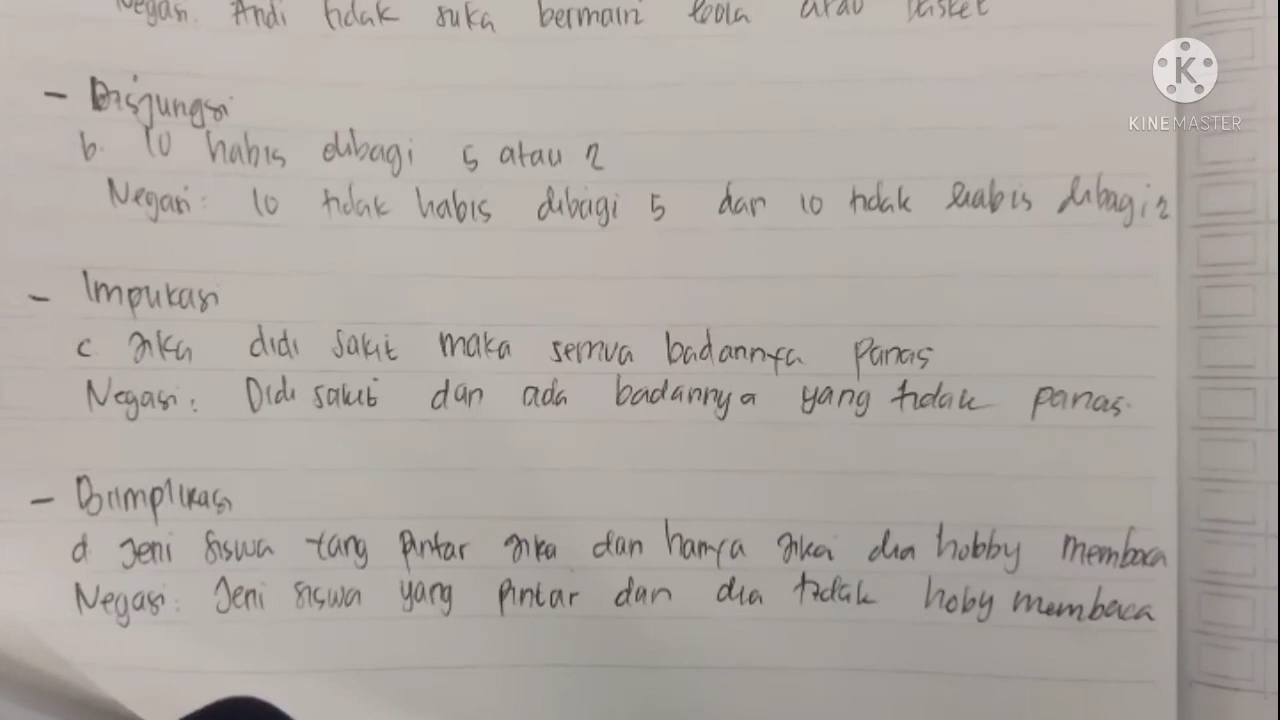 Negasi: Andi tidak suka bermain bola atau basket
KINEMASTER
- Disjungsi
b. 10 habis dibagi 5 atau 2
Negasi: 10 tidak habis dibagi 5 dan 10 tidak habis dibagi 2
- Implikasi
c. Jika didi sakit maka semua badannya panas
Negasi: Didi sakit dan ada badannya yang tidak panas.
- Biimplikasi
d. Jeni siswa yang pintar jika dan hanya jika dia hobby membaca
Negasi: Jeni siswa yang pintar dan dia tidak hoby membaca